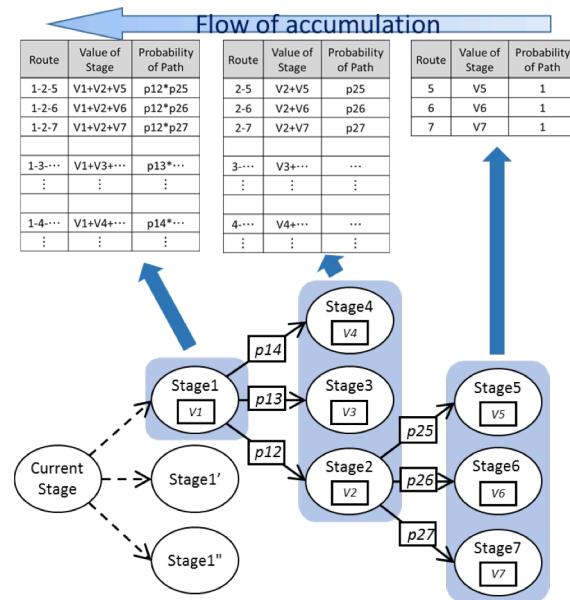 Flow of accumulation
Route Value of Stage Probability of Path
1-2-5 V1+V2+V5 p12*p25
1-2-6 V1+V2+V6 p12*p26
1-2-7 V1+V2+V7 p12*p27
1-3-⋯ V1+V3+⋯ p13*⋯
⋮ ⋮ ⋮
1-4-⋯ V1+V4+⋯ p14*⋯
⋮ ⋮ ⋮
Route Value of Stage Probability of Path
2-5 V2+V5 p25
2-6 V2+V6 p26
2-7 V2+V7 p27
3-⋯ V3+⋯ ⋯
⋮ ⋮ ⋮
4-⋯ V4+⋯ ⋯
⋮ ⋮ ⋮
Route Value of Stage Probability of Path
5 V5 1
6 V6 1
7 V7 1
Stage4
V4
p14
Stage1
V1
p13
Stage3
V3
Stage5
V5
p25
p12
Current
Stage
Stage1'
Stage2
V2
p26
Stage6
V6
p27
Stage1"
Stage7
V7